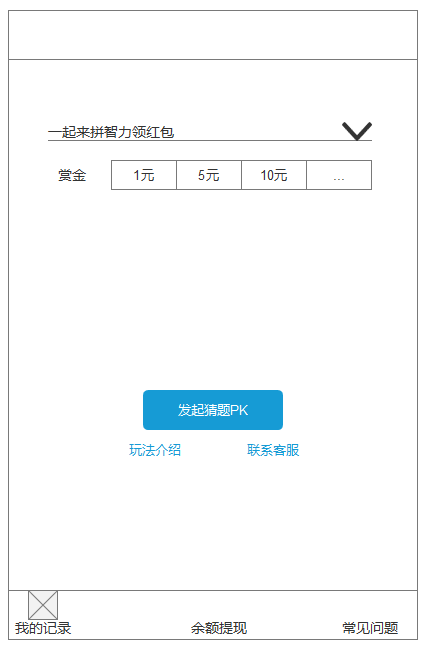 一起来拼智力领红包
赏金 1元 5元 10元 ...
发起猜题PK
玩法介绍 联系客服
我的记录 余额提现 常见问题